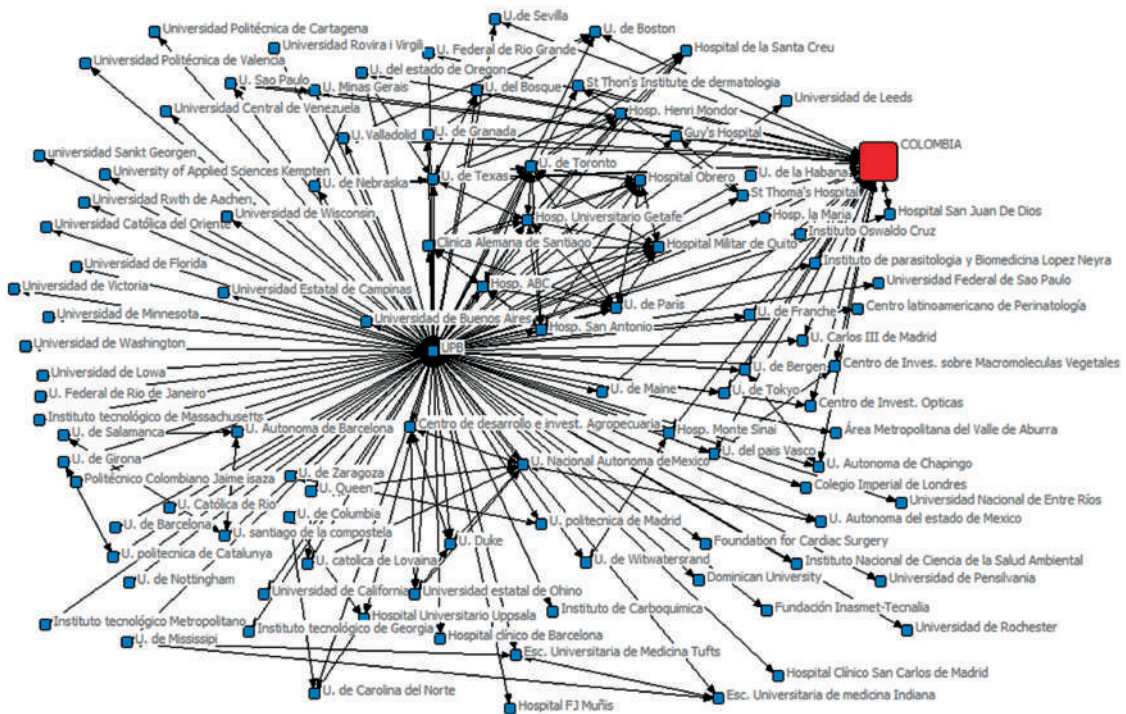 U.de Sevilla
Universidad Politécnica de Cartagena
U. de Boston
Universidad Rovira i Virgili
U. Federal de Rio Grande
Hospital de la Santa Creu
Universidad Politécnica de Valencia
U. del estado de Oregon
U. Sao Paulo
U. Minas Gerais
U. del Bosque
St Thon's Institute de dermatologia
Universidad de Leeds
Universidad Central de Venezuela
Hosp. Henri Mondor
U. Valladolid
U. de Granada
Guy's Hospital
COLOMBIA
universidad Sankt Georgen
U. de Toronto
University of Applied Sciences Kempten
U. de Nebraska
U. de Texas
Hospital Obrero
U. de la Habana
St Thoma's Hospital
Universidad Rwth de Aachen
Universidad de Wisconsin
Hosp. Universitario Getafe
Hosp. la Maria
Hospital San Juan De Dios
Universidad Católica del Oriente
Instituto Oswaldo Cruz
Clinica Alemana de Santiago
Hospital Militar de Quito
Universidad de Florida
Instituto de parasitologia y Biomedicina Lopez Neyra
Universidad de Victoria
Universidad Estatal de Campinas
Hosp. ABC
Universidad Federal de Sao Paulo
Universidad de Minnesota
Universidad de Buenos Aires
U. de Paris
U. de Franche
Centro latinoamericano de Perinatología
Hosp. San Antonio
Universidad de Washington
UPB
U. Carlos III de Madrid
Universidad de Lowa
U. de Bergen
Centro de Inves. sobre Macromoleculas Vegetales
U. Federal de Rio de Janeiro
U. de Maine
U. de Tokyo
Centro de Invest. Opticas
Instituto tecnológico de Massachusetts
U. de Salamanca
U. Autonoma de Barcelona
Centro de desarrollo e invest. Agropecuaria
Hosp. Monte Sinai
Área Metropolitana del Valle de Aburra
U. de Girona
U. del pais Vasco
U. Nacional Autonoma deMexico
U. Autonoma de Chapingo
Politécnico Colombiano Jaime isaza
U. de Zaragoza
U. Queen
Colegio Imperial de Londres
Universidad Nacional de Entre Ríos
U. Católica de Rio
U. de Columbia
U. de Barcelona
U. santiago de la compostela
U. politecnica de Madrid
U. Autonoma del estado de Mexico
U. Duke
Foundation for Cardiac Surgery
U. politecnica de Catalunya
U. catolica de Lovaina
U. de Witwatersrand
Instituto Nacional de Ciencia de la Salud Ambiental
U. de Nottingham
Dominican University
Universidad de Pensilvania
Universidad de California
Universidad estatal de Ohino
Instituto de Carboquimica
Fundación Inasmet-Tecnalia
Hospital Universitario Uppsala
Instituto tecnológico Metropolitano
Instituto tecnológico de Georgia
Universidad de Rochester
U. de Mississipi
Hospital clínico de Barcelona
Esc. Universitaria de Medicina Tufts
Hospital Clínico San Carlos de Madrid
U. de Carolina del Norte
Esc. Universitaria de medicina Indiana
Hospital FJ Muñis